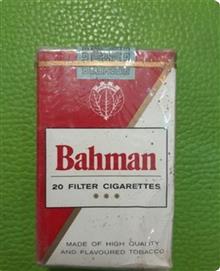 Bahman
20 FILTER CIGARETTES
MADE OF HIGH QUALITY
AND FLAVOURED TOBACCO